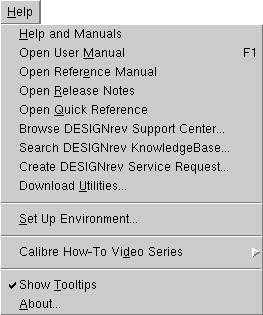 Help
Help and Manuals
Open User Manual F1
Open Reference Manual
Open Release Notes
Open Quick Reference
Browse DESIGNrev Support Center...
Search DESIGNrev KnowledgeBase...
Create DESIGNrev Service Request...
Download Utilities...
Set Up Environment...
Calibre How-To Video Series
Show Tooltips
About...